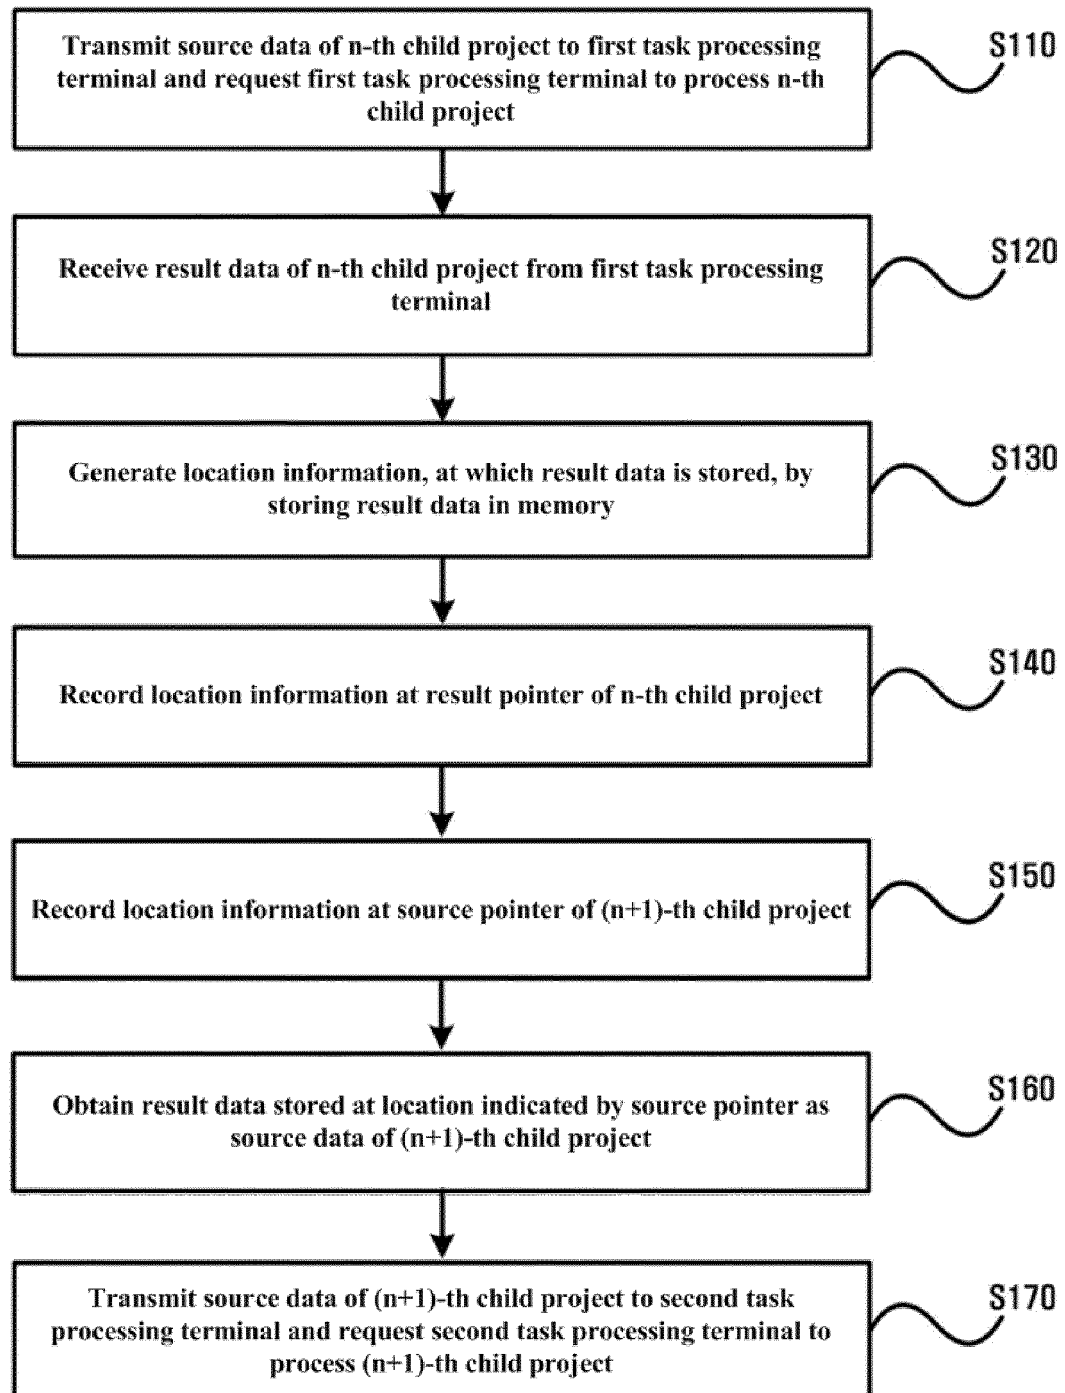 Transmit source data of n-th child project to first task processing
terminal and request first task processing terminal to process n-th
child project
S110
Receive result data of n-th child project from first task processing
terminal
S120
Generate location information, at which result data is stored, by
storing result data in memory
S130
Record location information at result pointer of n-th child project
S140
Record location information at source pointer of (n+1)-th child project
S150
Obtain result data stored at location indicated by source pointer as
source data of (n+1)-th child project
S160
Transmit source data of (n+1)-th child project to second task
processing terminal and request second task processing terminal to
process (n+1)-th child project
S170